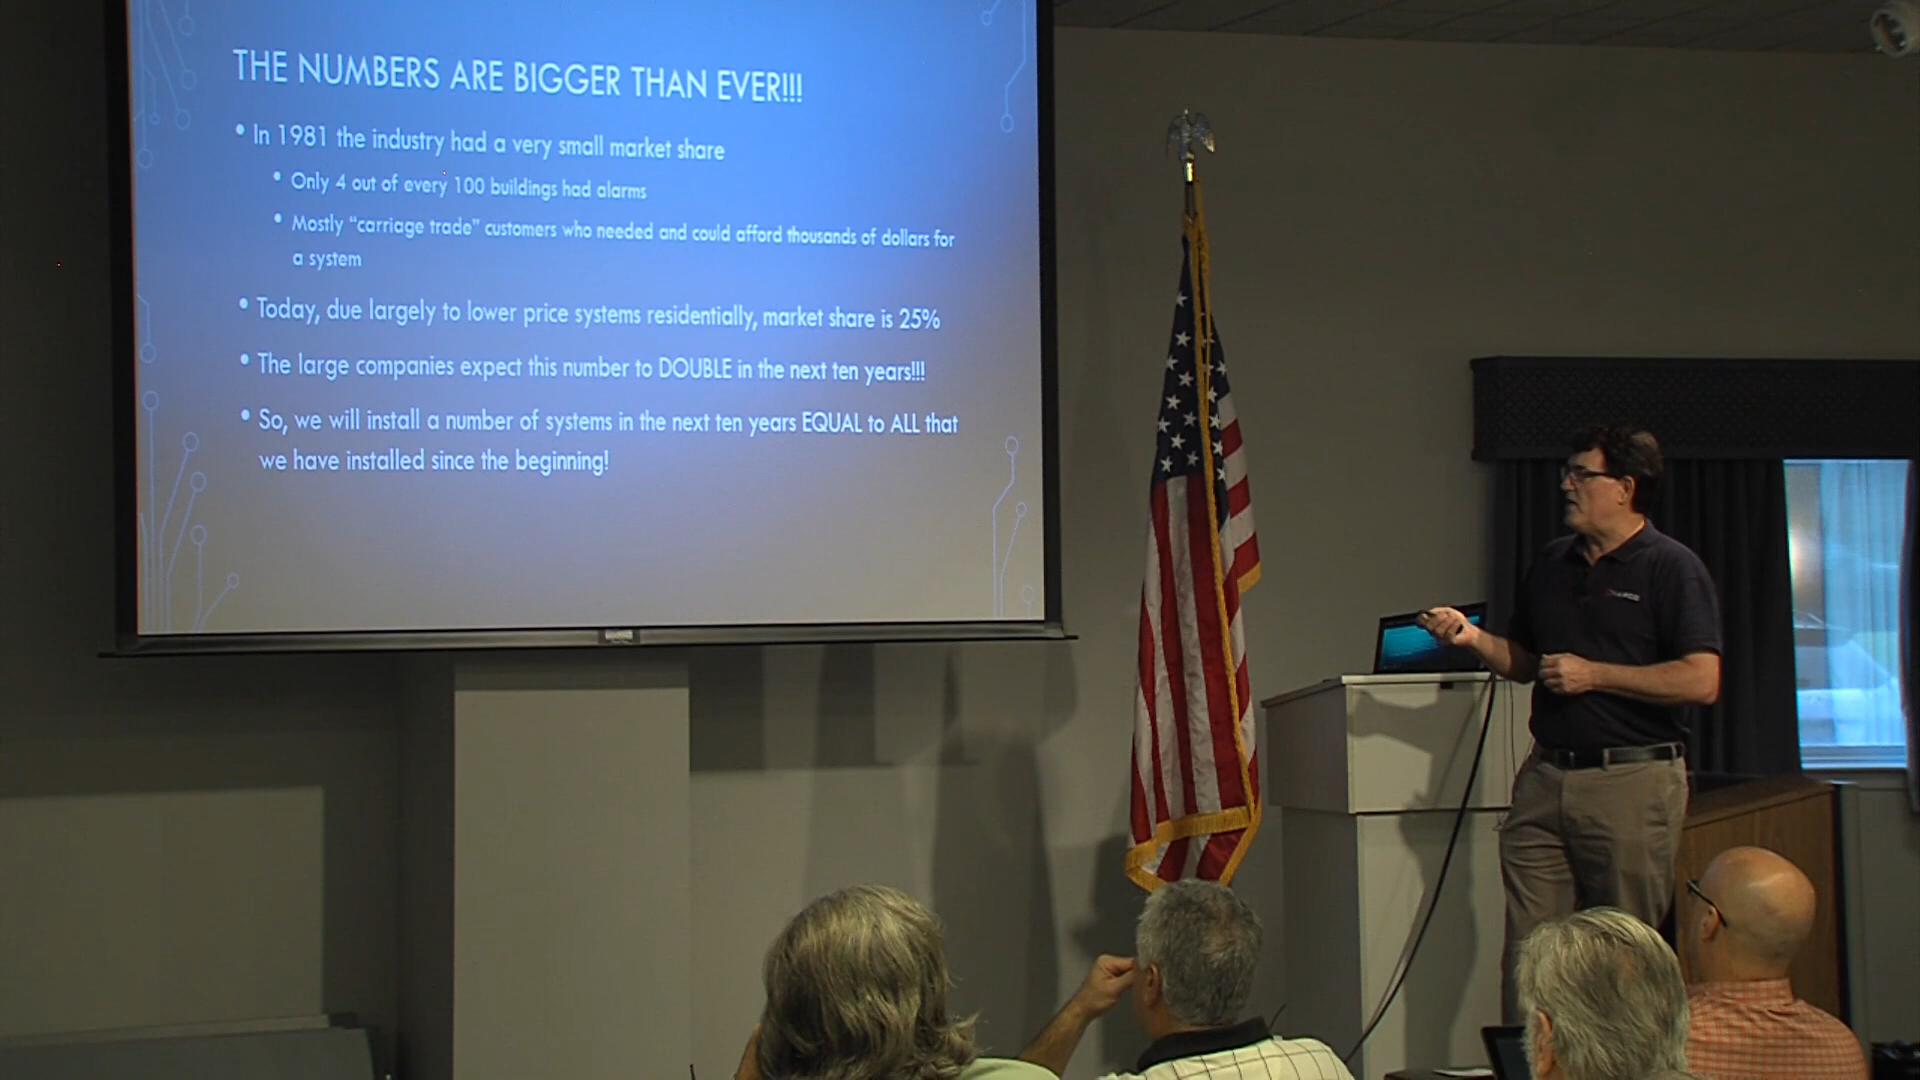 THE NUMBERS ARE BIGGER THAN EVER!!!
• In 1981 the industry had a very small market share
• Only 4 out of every 100 buildings had alarms
• Mostly “carriage trade” customers who needed and could afford thousands of dollars for
a system
• Today, due largely to lower price systems residentially, market share is 25%
• The large companies expect this number to DOUBLE in the next ten years!!!
• So, we will install a number of systems in the next ten years EQUAL to ALL that
we have installed since the beginning!